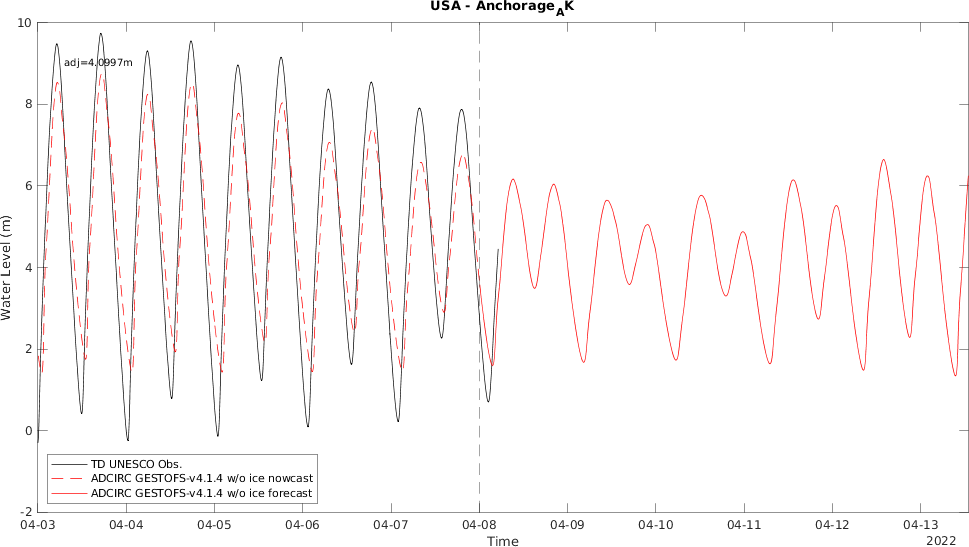 USA - AnchorageAK
10
8
6
4
2
0
-2
Water Level (m)
adj=4.0997m
TD UNESCO Obs.
ADCIRC GESTOFS-v4.1.4 w/o ice nowcast
ADCIRC GESTOFS-v4.1.4 w/o ice forecast
04-03 04-04 04-05 04-06 04-07 04-08 04-09 04-10 04-11 04-12 04-13
Time
2022